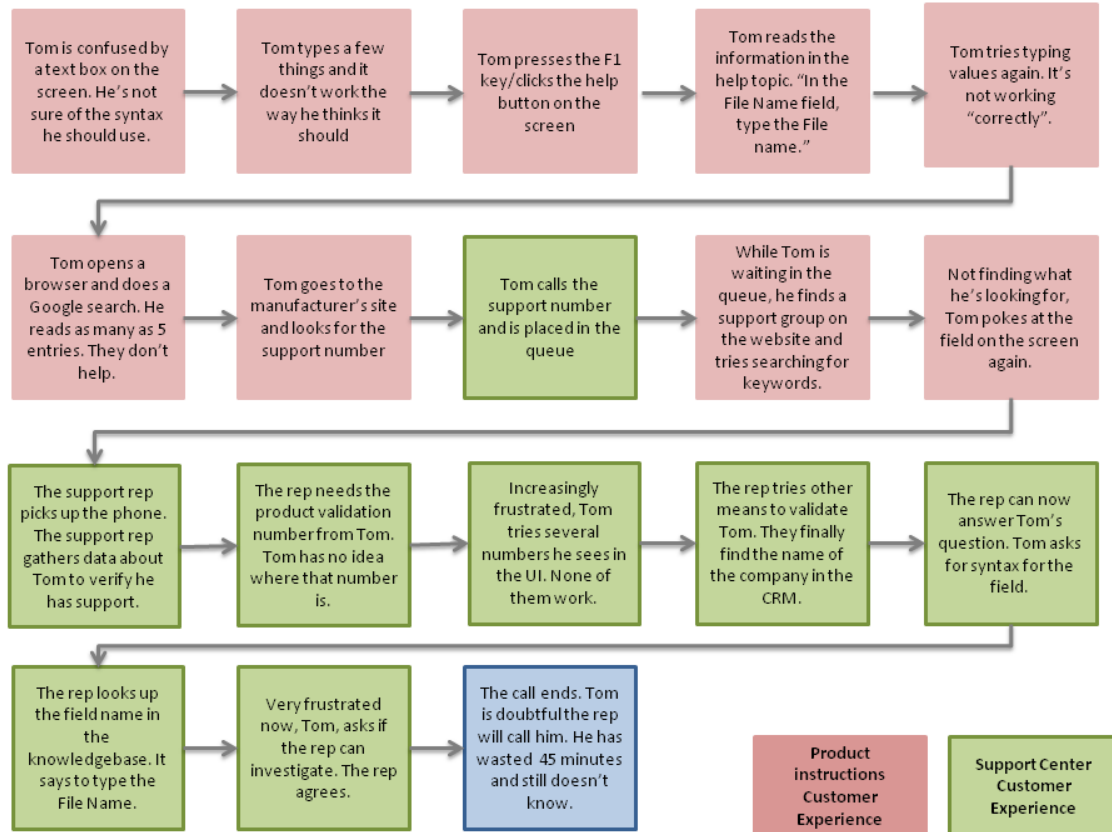 Tom is confused by
a text box on the
screen. He's not
sure of the syntax
he should use.
Tom types a few
things and it
doesn't work the
way he thinks it
should
Tom presses the F1
key/clicks the help
button on the
screen
Tom reads the
information in the
help topic. “In the
File Name field,
type the File
name.”
Tom tries typing
values again. It's
not working
“correctly”.
Tom opens a
browser and does a
Google search. He
reads as many as 5
entries. They don't
help.
Tom goes to the
manufacturer's site
and looks for the
support number
Tom calls the
support number
and is placed in the
queue
While Tom is
waiting in the
queue, he finds a
support group on
the website and
tries searching for
keywords.
Not finding what
he's looking for,
Tom pokes at the
field on the screen
again.
The support rep
picks up the phone.
The support rep
gathers data about
Tom to verify he
has support.
The rep needs the
product validation
number from Tom.
Tom has no idea
where that number
is.
Increasingly
frustrated, Tom
tries several
numbers he sees in
the UI. None of
them work.
The rep tries other
means to validate
Tom. They finally
find the name of
the company in the
CRM.
The rep can now
answer Tom's
question. Tom asks
for syntax for the
field.
The rep looks up
the field name in
the
knowledgebase. It
says to type the
File Name.
Very frustrated
now, Tom, asks if
the rep can
investigate. The rep
agrees.
The call ends. Tom
is doubtful the rep
will call him. He has
wasted 45 minutes
and still doesn't
know.
Product
instructions
Customer
Experience
Support Center
Customer
Experience